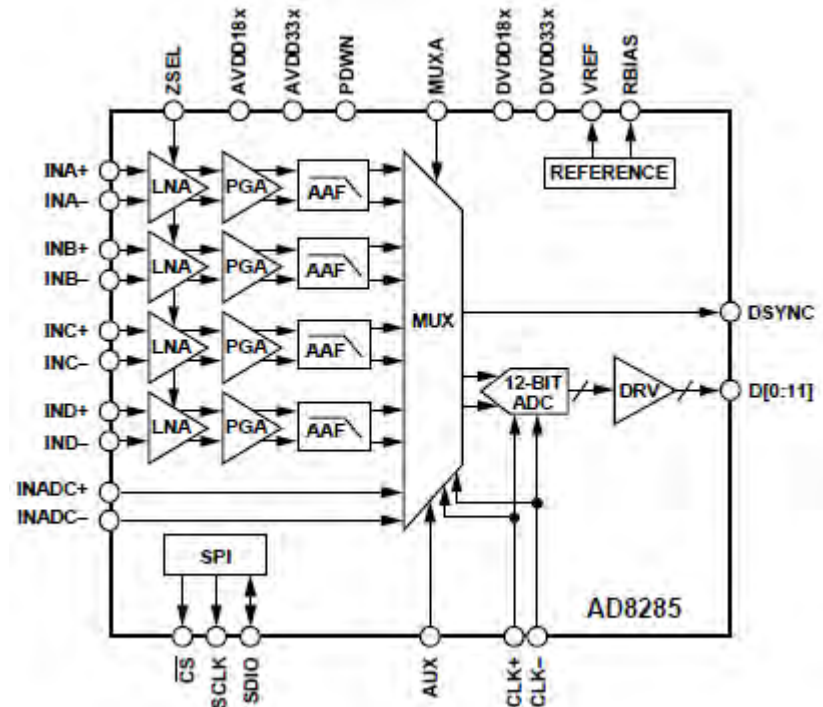 ZSEL
AVDD18x
AVDD33x
PDWN
MUXA
DVDD18x
DVDD33x
VREF
RBIAS
REFERENCE
INA+
INA–
LNA
PGA
AAF
INB+
INB–
LNA
PGA
AAF
INC+
INC–
LNA
PGA
AAF
IND+
IND–
LNA
PGA
AAF
INADC+
INADC–
MUX
DSYNC
12-BIT
ADC
DRV
D[0:11]
SPI
AD8285
CS
SCLK
SDIO
AUX
CLK+
CLK–